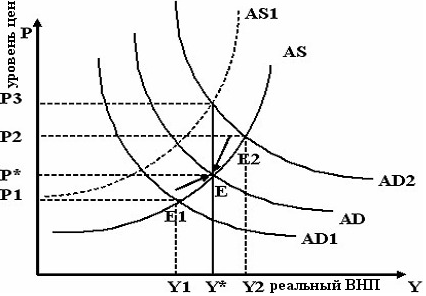 P
уровень цен
AS1
AS
P3
P2
E2
P*
E
AD2
P1
E1
AD
AD1
Y1
Y*
Y2
реальный ВНП
Y